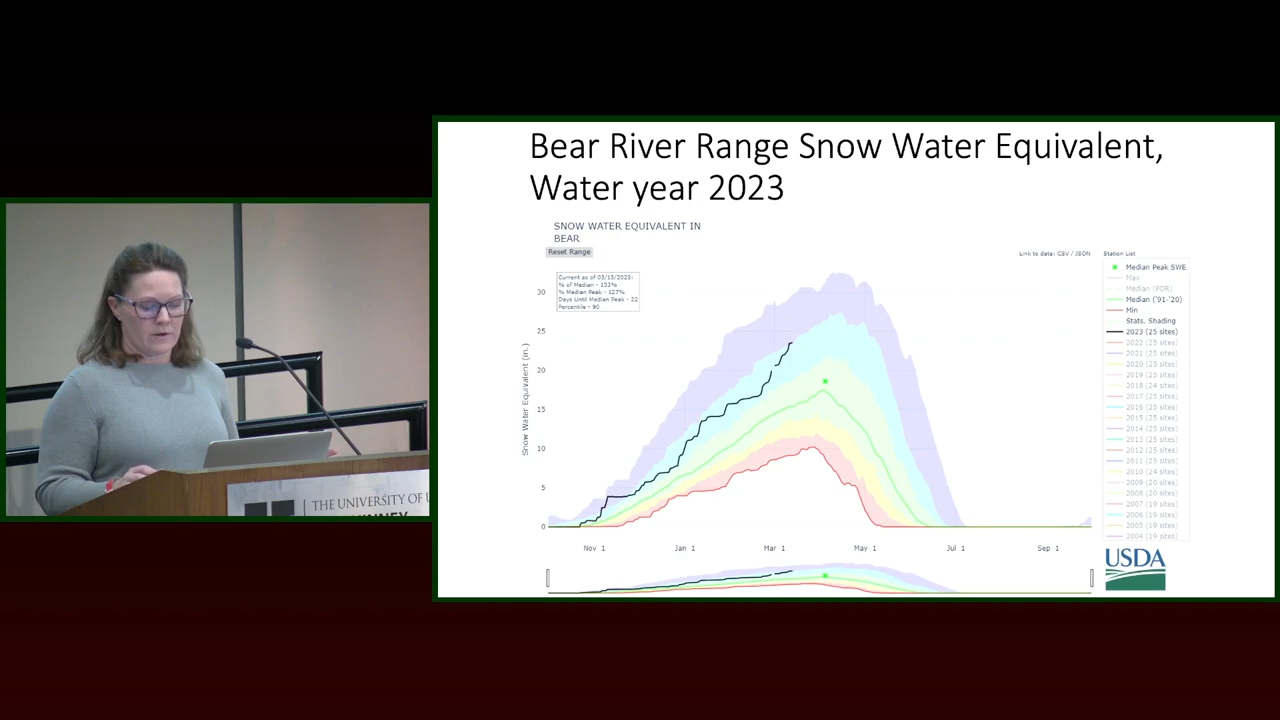 Bear River Range Snow Water Equivalent,
Water year 2023
SNOW WATER EQUIVALENT IN
BEAR
Reset Range
Link to data: CSV / JSON
Station List
Current as of 03/13/2023:
% of Median - 152%
% Median Peak - 127%
Days Until Median Peak - 22
Percentile - 90
Snow Water Equivalent (in.)
30
25
20
15
10
5
0
Nov 1
Jan 1
Mar 1
May 1
Jul 1
Sep 1
Median Peak SWE
Max
Median (POR)
Median ('91-'20)
Min
Stats. Shading
2023 (25 sites)
2022 (25 sites)
2021 (25 sites)
2020 (25 sites)
2019 (25 sites)
2018 (24 sites)
2017 (25 sites)
2016 (25 sites)
2015 (25 sites)
2014 (25 sites)
2013 (25 sites)
2012 (25 sites)
2011 (25 sites)
2010 (24 sites)
2009 (20 sites)
2008 (20 sites)
2007 (19 sites)
2006 (19 sites)
2005 (19 sites)
2004 (19 sites)
USDA
THE UNIVERSITY OF U